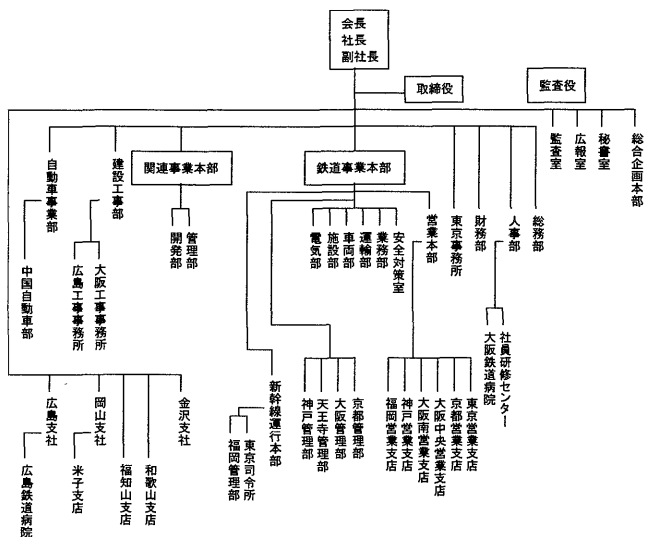 会長
社長
副社長
取締役
監査役
総合企画本部
秘書室
広報室
監査室
総務部
人事部
財務部
東京事務所
鉄道事業本部
関連事業本部
建設工事部
自動車事業部
営業本部
安全対策室
業務部
運輸部
車両部
施設部
電気部
管理部
開発部
大阪工事事務所
広島工事事務所
中国自動車部
社員研修センター
大阪鉄道病院
東京営業支店
京都営業支店
大阪中央営業支店
大阪南営業支店
神戸営業支店
福岡営業支店
京都管理部
大阪管理部
天王寺管理部
神戸管理部
新幹線運行本部
東京司令所
福岡管理部
金沢支社
岡山支社
広島支社
和歌山支店
福知山支店
米子支店
広島鉄道病院